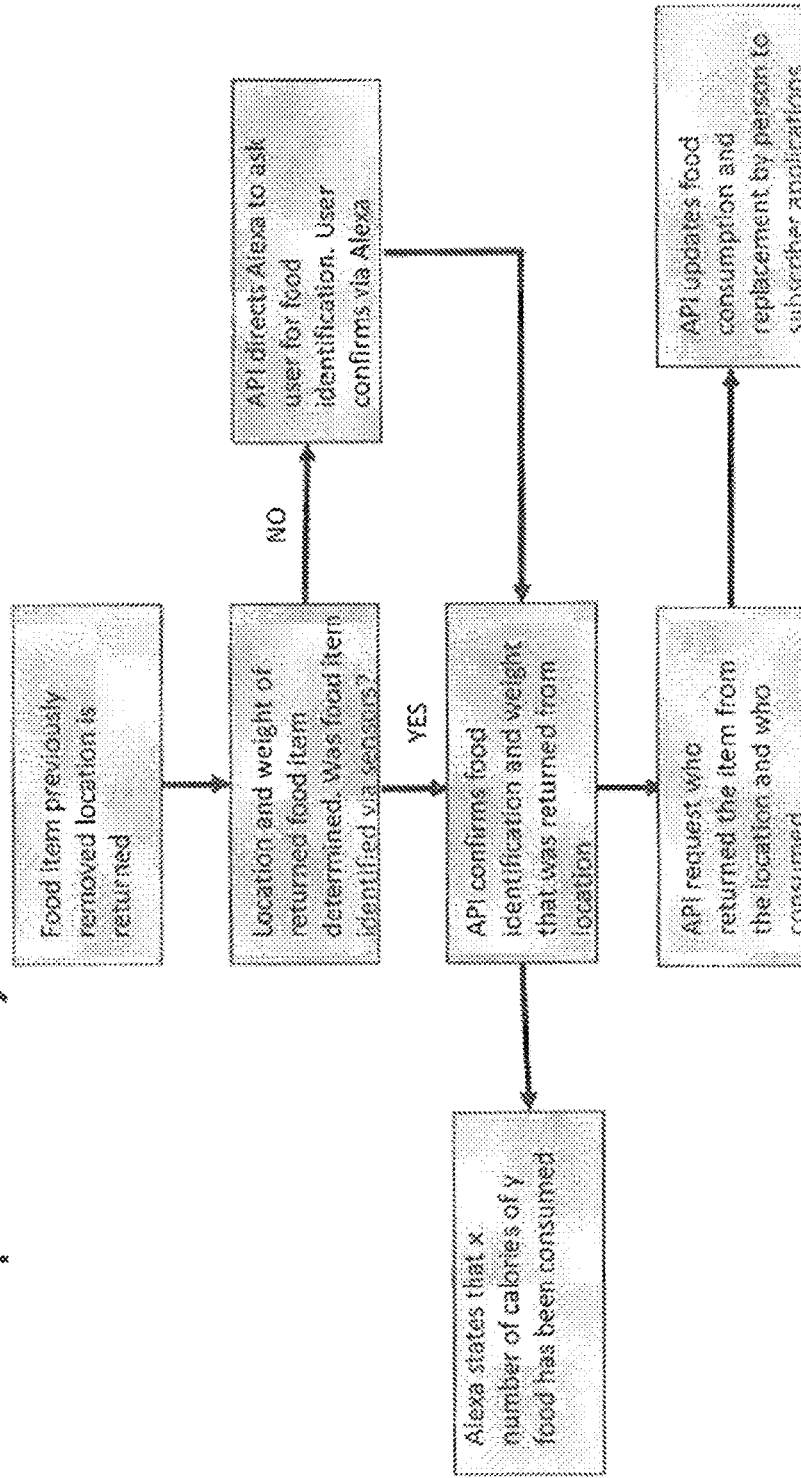 Food item previously
removed location is
returned
Location and weight of
returned food item
determined. Was food item
identified via sensors?
NO
API directs Alexa to ask
user for food
identification. User
confirms via Alexa
YES
API confirms food
identification and weight
that was returned from
location
Alexa states that x
number of calories of y
food has been consumed
API request who
returned the item from
the location and who
consumed
API updates food
consumption and
replacement by person to
subscriber applications